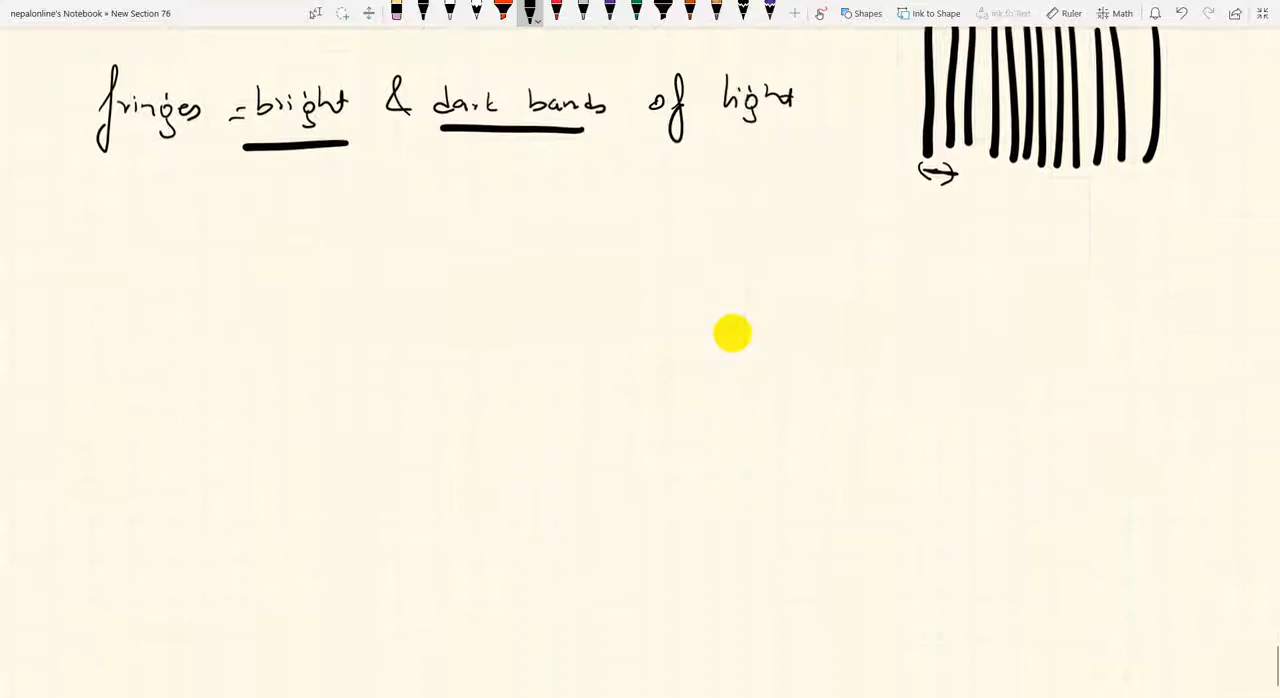 nepalonline's Notebook » New Section 76
Shapes
Ink to Shape
Ink to Text
Ruler
Math
fringes = bright & dark bands of light